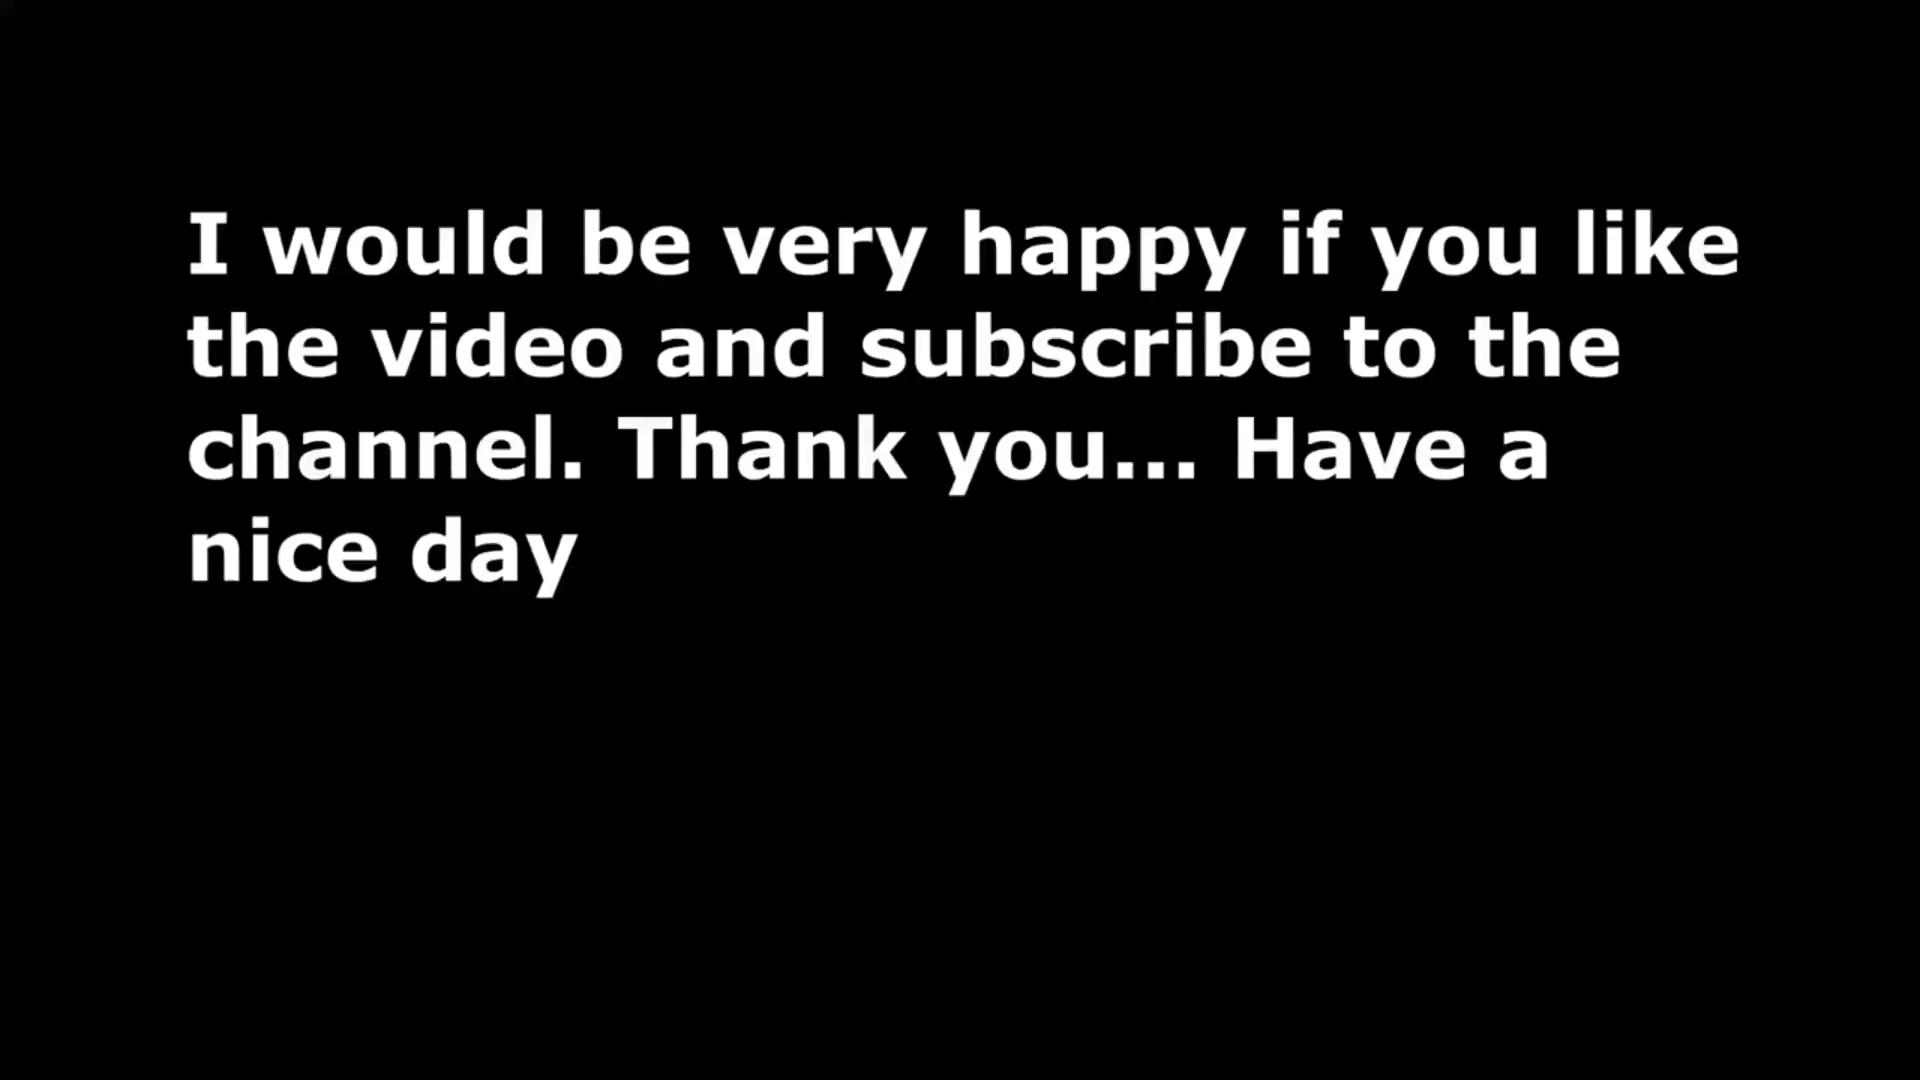 I would be very happy if you like
the video and subscribe to the
channel. Thank you... Have a
nice day